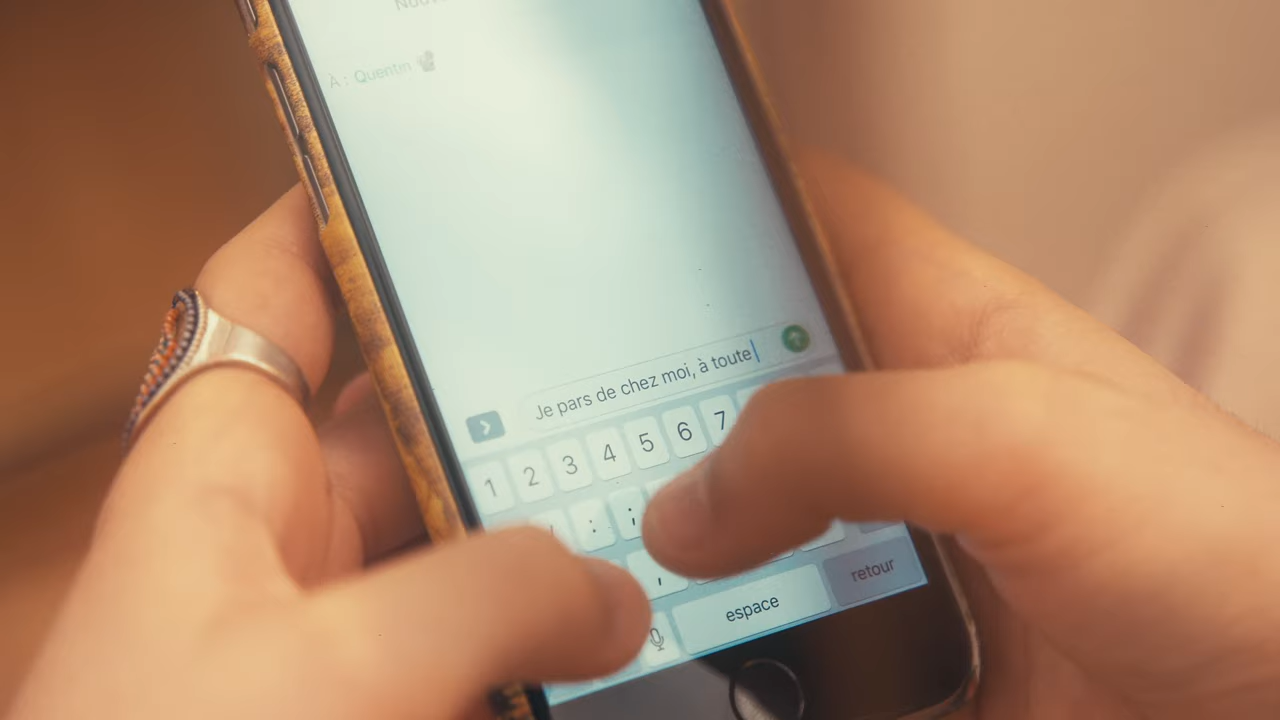 À : Quentin
Je pars de chez moi, à toute
1 2 3 4 5 6 7
: ;
,
espace retour